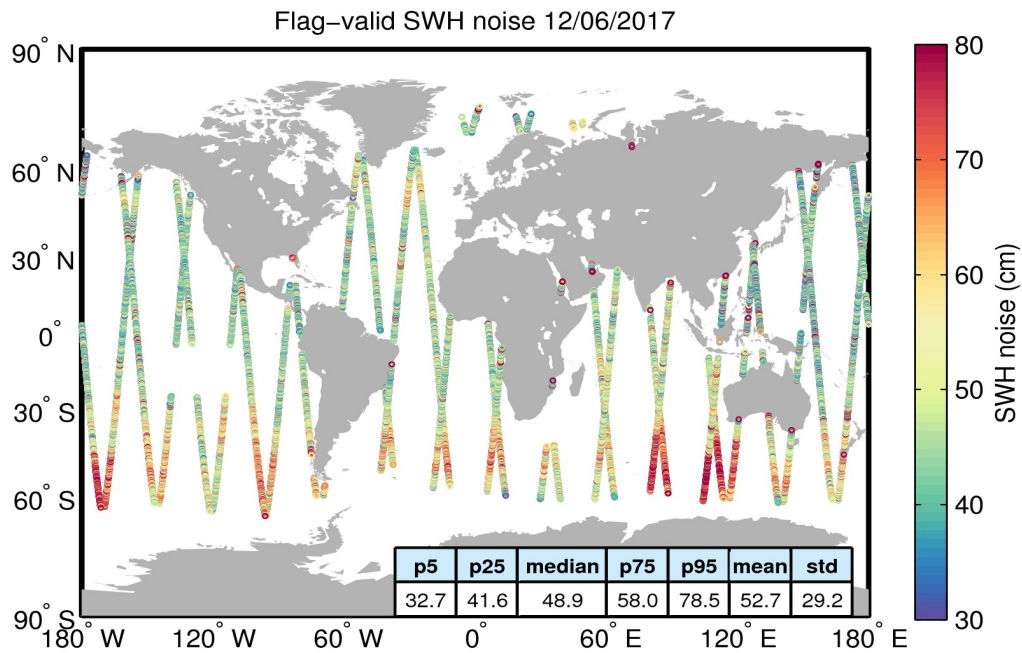 Flag−valid SWH noise 12/06/2017
90° N
60° N
30° N
0°
30° S
60° S
90° S
180° W
120° W
60° W
0°
60° E
120° E
180° E
80
70
60
50
40
30
SWH noise (cm)
p5 p25 median p75 p95 mean std
32.7 41.6 48.9 58.0 78.5 52.7 29.2